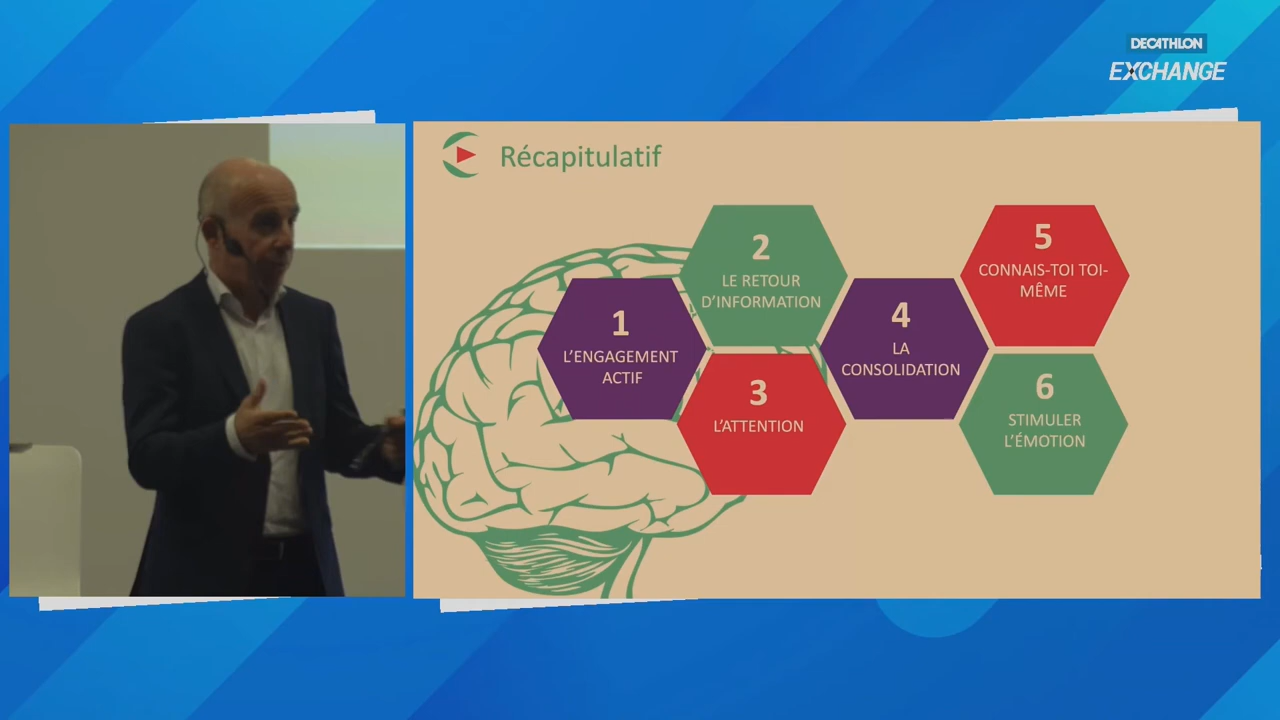 DECATHLON
EXCHANGE
Récapitulatif
1
L'ENGAGEMENT
ACTIF
2
LE RETOUR
D'INFORMATION
3
L'ATTENTION
4
LA
CONSOLIDATION
5
CONNAIS-TOI TOI-
MÊME
6
STIMULER
L'ÉMOTION